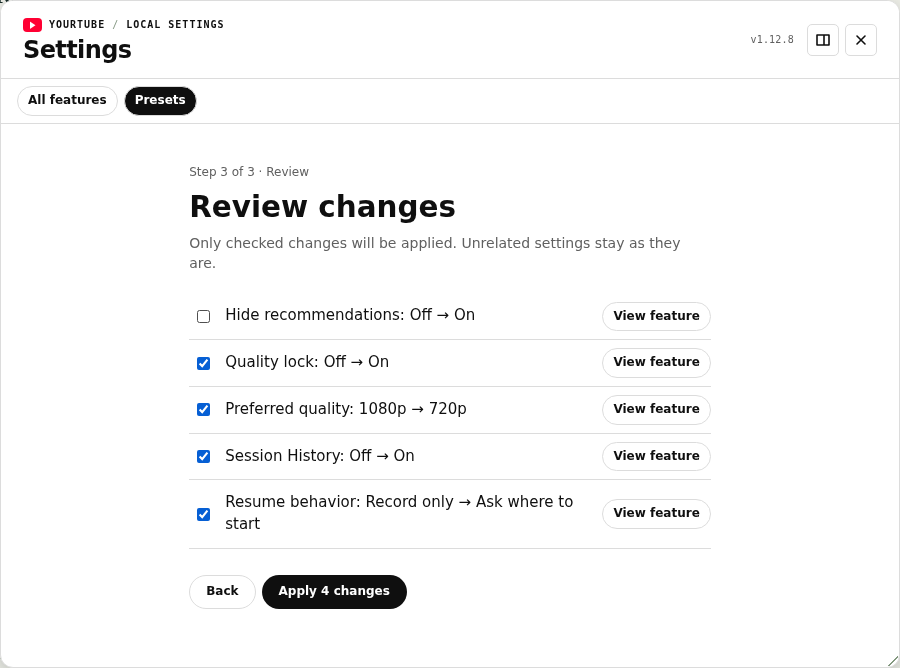 YOURTUBE / LOCAL SETTINGS
Settings
v1.12.8
All features
Presets
Step 3 of 3 · Review
Review changes
Only checked changes will be applied. Unrelated settings stay as they
are.
Hide recommendations: Off → On
View feature
Quality lock: Off → On
View feature
Preferred quality: 1080p → 720p
View feature
Session History: Off → On
View feature
Resume behavior: Record only → Ask where to
start
View feature
Back
Apply 4 changes